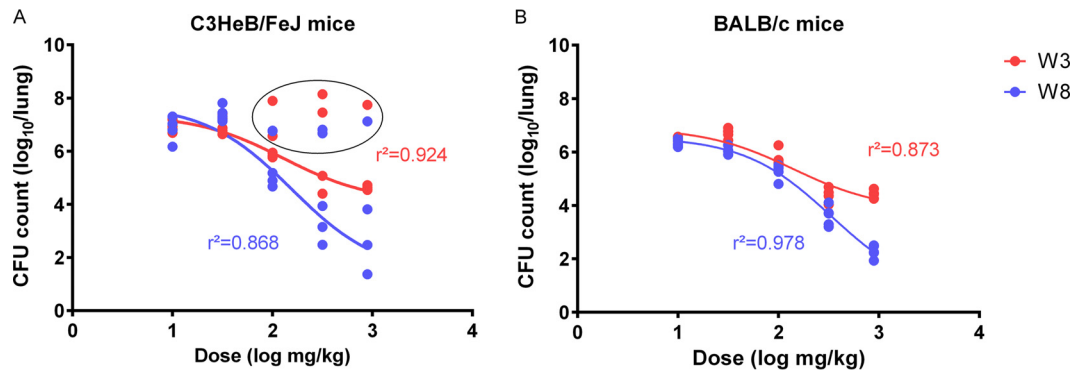 A
C3HeB/FeJ mice
CFU count (log10/lung)
10
8
6
4
2
0
0 1 2 3 4
Dose (log mg/kg)
r²=0.924
r²=0.868
B
BALB/c mice
CFU count (log10/lung)
10
8
6
4
2
0
0 1 2 3 4
Dose (log mg/kg)
r²=0.873
r²=0.978
W3
W8